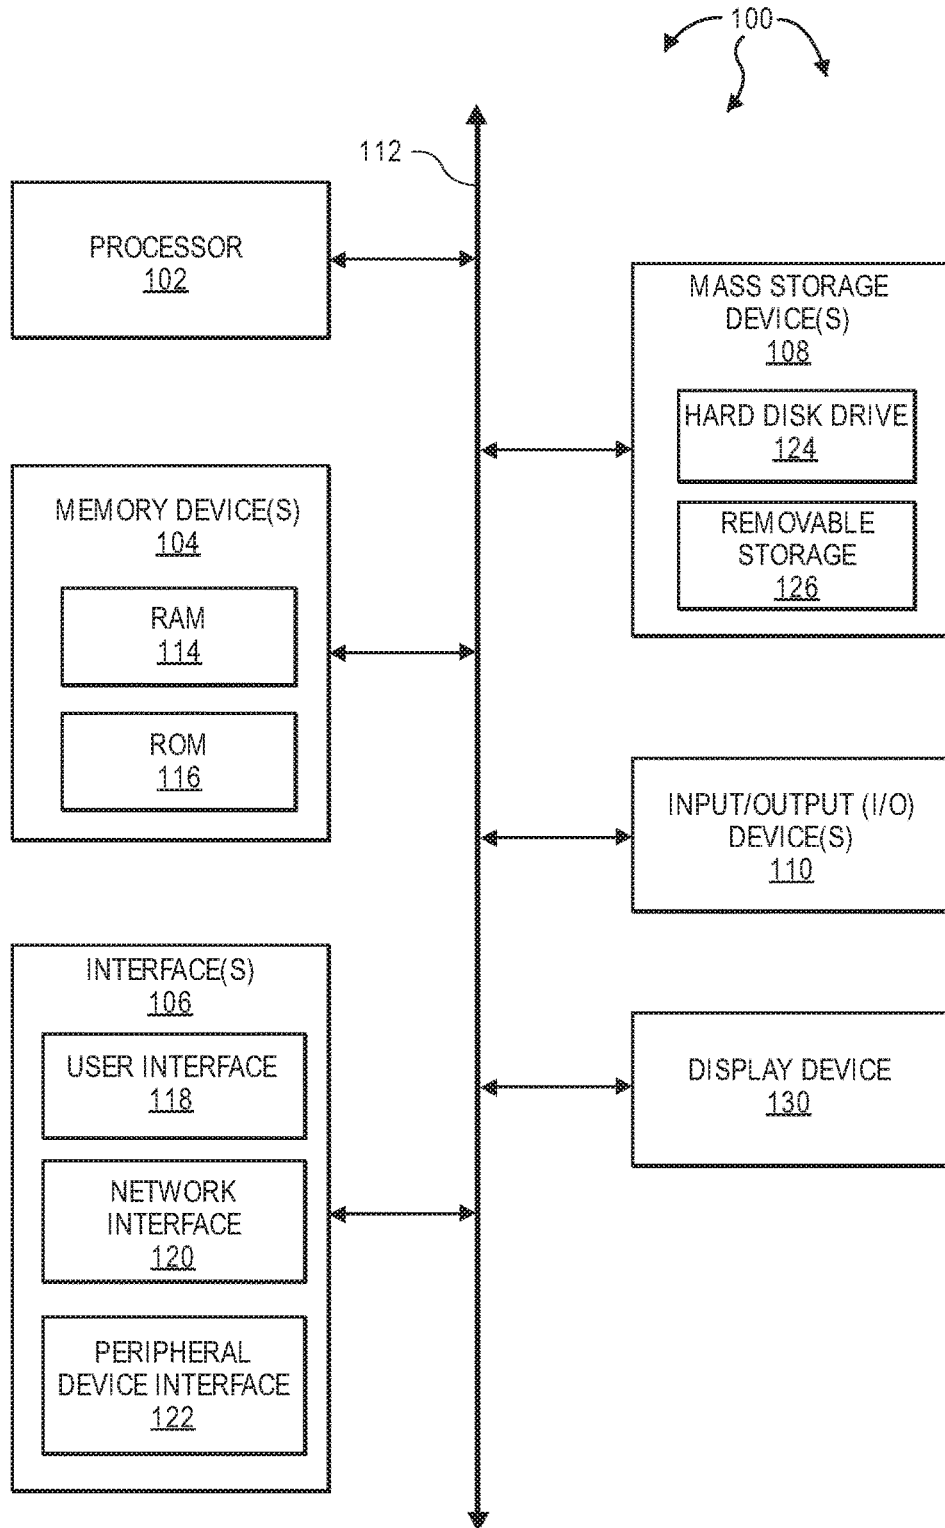 100
112
PROCESSOR
102
MASS STORAGE
DEVICE(S)
108
HARD DISK DRIVE
124
REMOVABLE
STORAGE
126
MEMORY DEVICE(S)
104
RAM
114
ROM
116
INPUT/OUTPUT (I/O)
DEVICE(S)
110
INTERFACE(S)
106
USER INTERFACE
118
NETWORK
INTERFACE
120
PERIPHERAL
DEVICE INTERFACE
122
DISPLAY DEVICE
130